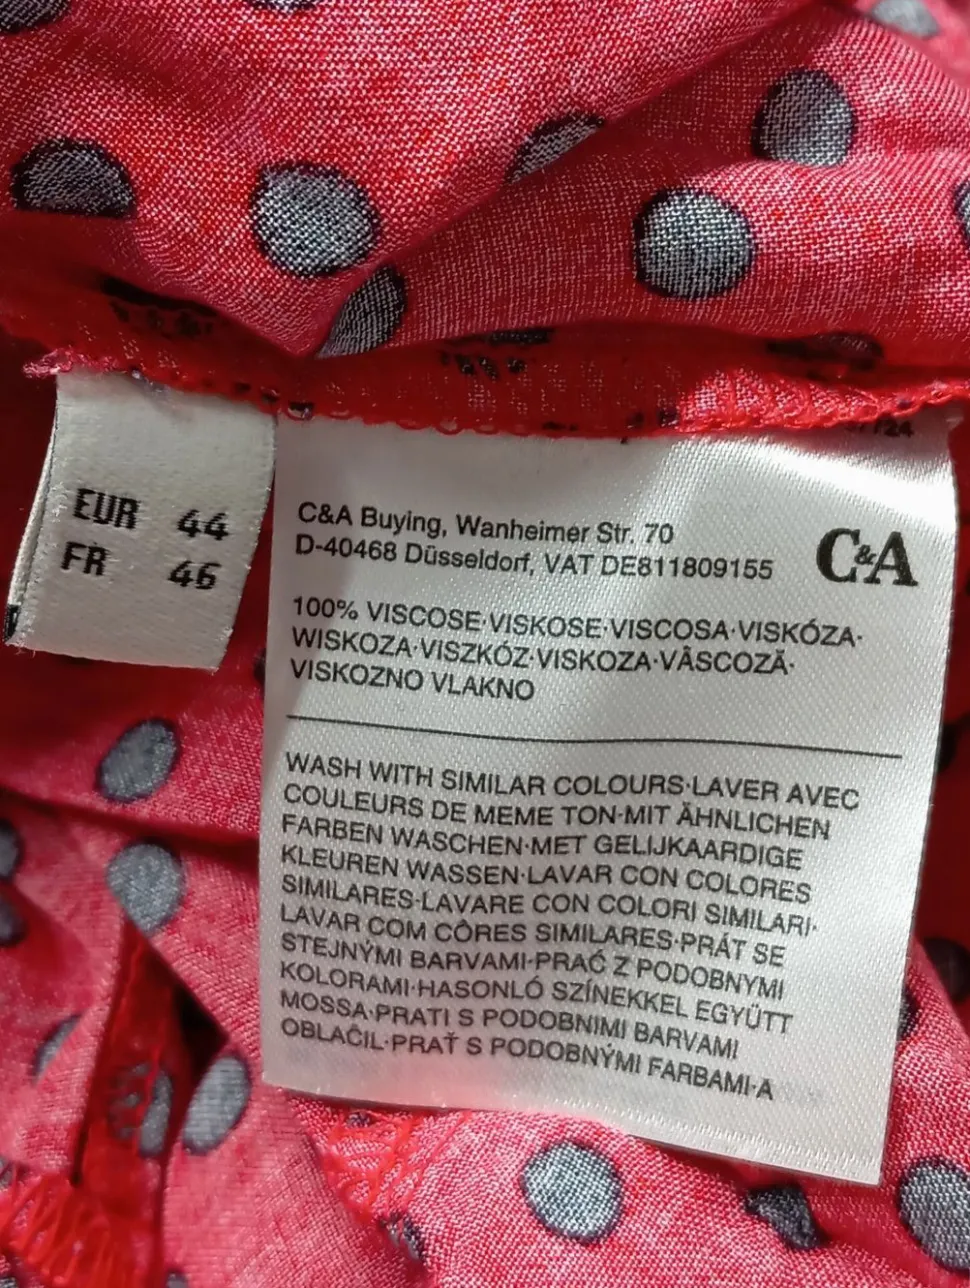 EUR 44
FR 46
/24
C&A Buying, Wanheimer Str. 70
D-40468 Düsseldorf, VAT DE811809155
C&A
100% VISCOSE·VISKOSE·VISCOSA·VISKÓZA·
WISKOZA·VISZKÓZ·VISKOZA·VÂSCOZĂ·
VISKOZNO VLAKNO
WASH WITH SIMILAR COLOURS·LAVER AVEC
COULEURS DE MEME TON·MIT ÄHNLICHEN
FARBEN WASCHEN·MET GELIJKAARDIGE
KLEUREN WASSEN·LAVAR CON COLORES
SIMILARES·LAVARE CON COLORI SIMILARI·
LAVAR COM CÔRES SIMILARES·PRÁT SE
STEJNÝMI BARVAMI·PRAĆ Z PODOBNYMI
KOLORAMI·HASONLÓ SZÍNEKKEL EGYÜTT
MOSSA·PRATI S PODOBNIMI BARVAMI
OBLAČIL·PRAŤ S PODOBNÝMI FARBAMI·A